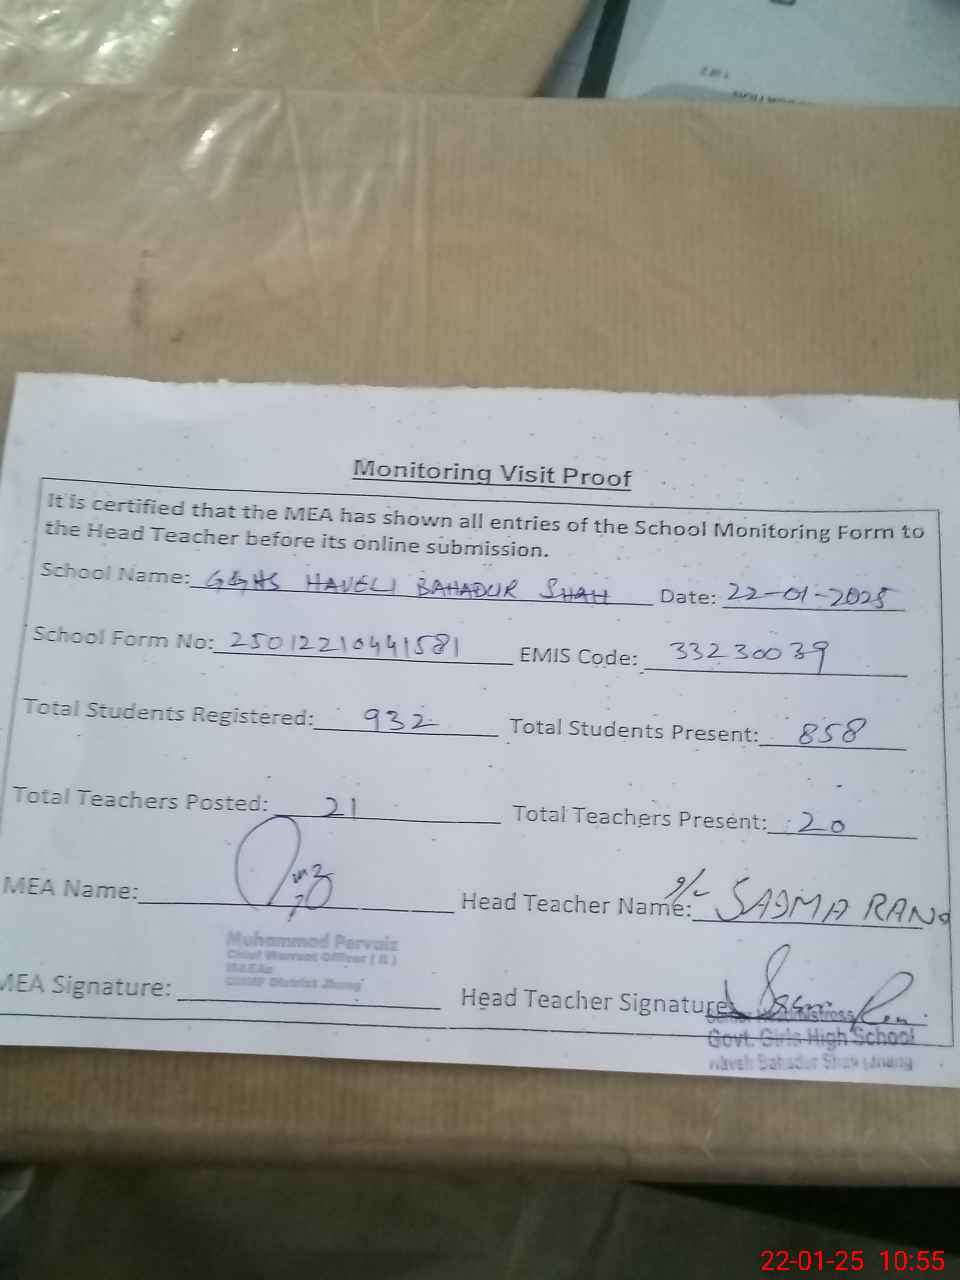 Monitoring Visit Proof
It is certified that the MEA has shown all entries of the School Monitoring Form to
the Head Teacher before its online submission.
School Name: GGHS HAVELI BAHADUR SHAH Date: 22-01-2025
School Form No: 25012210441581 EMIS Code: 33230039
Total Students Registered: 932 Total Students Present: 858
Total Teachers Posted: 21 Total Teachers Present: 20
MEA Name: Head Teacher Name: SADMA RANA
Muhammad Pervaiz
Chief Warrant Officer ( R )
District Jhang
MEA Signature: Head Teacher Signature:
Govt. Girls High School
Bahadur Shah
22-01-25 10:55